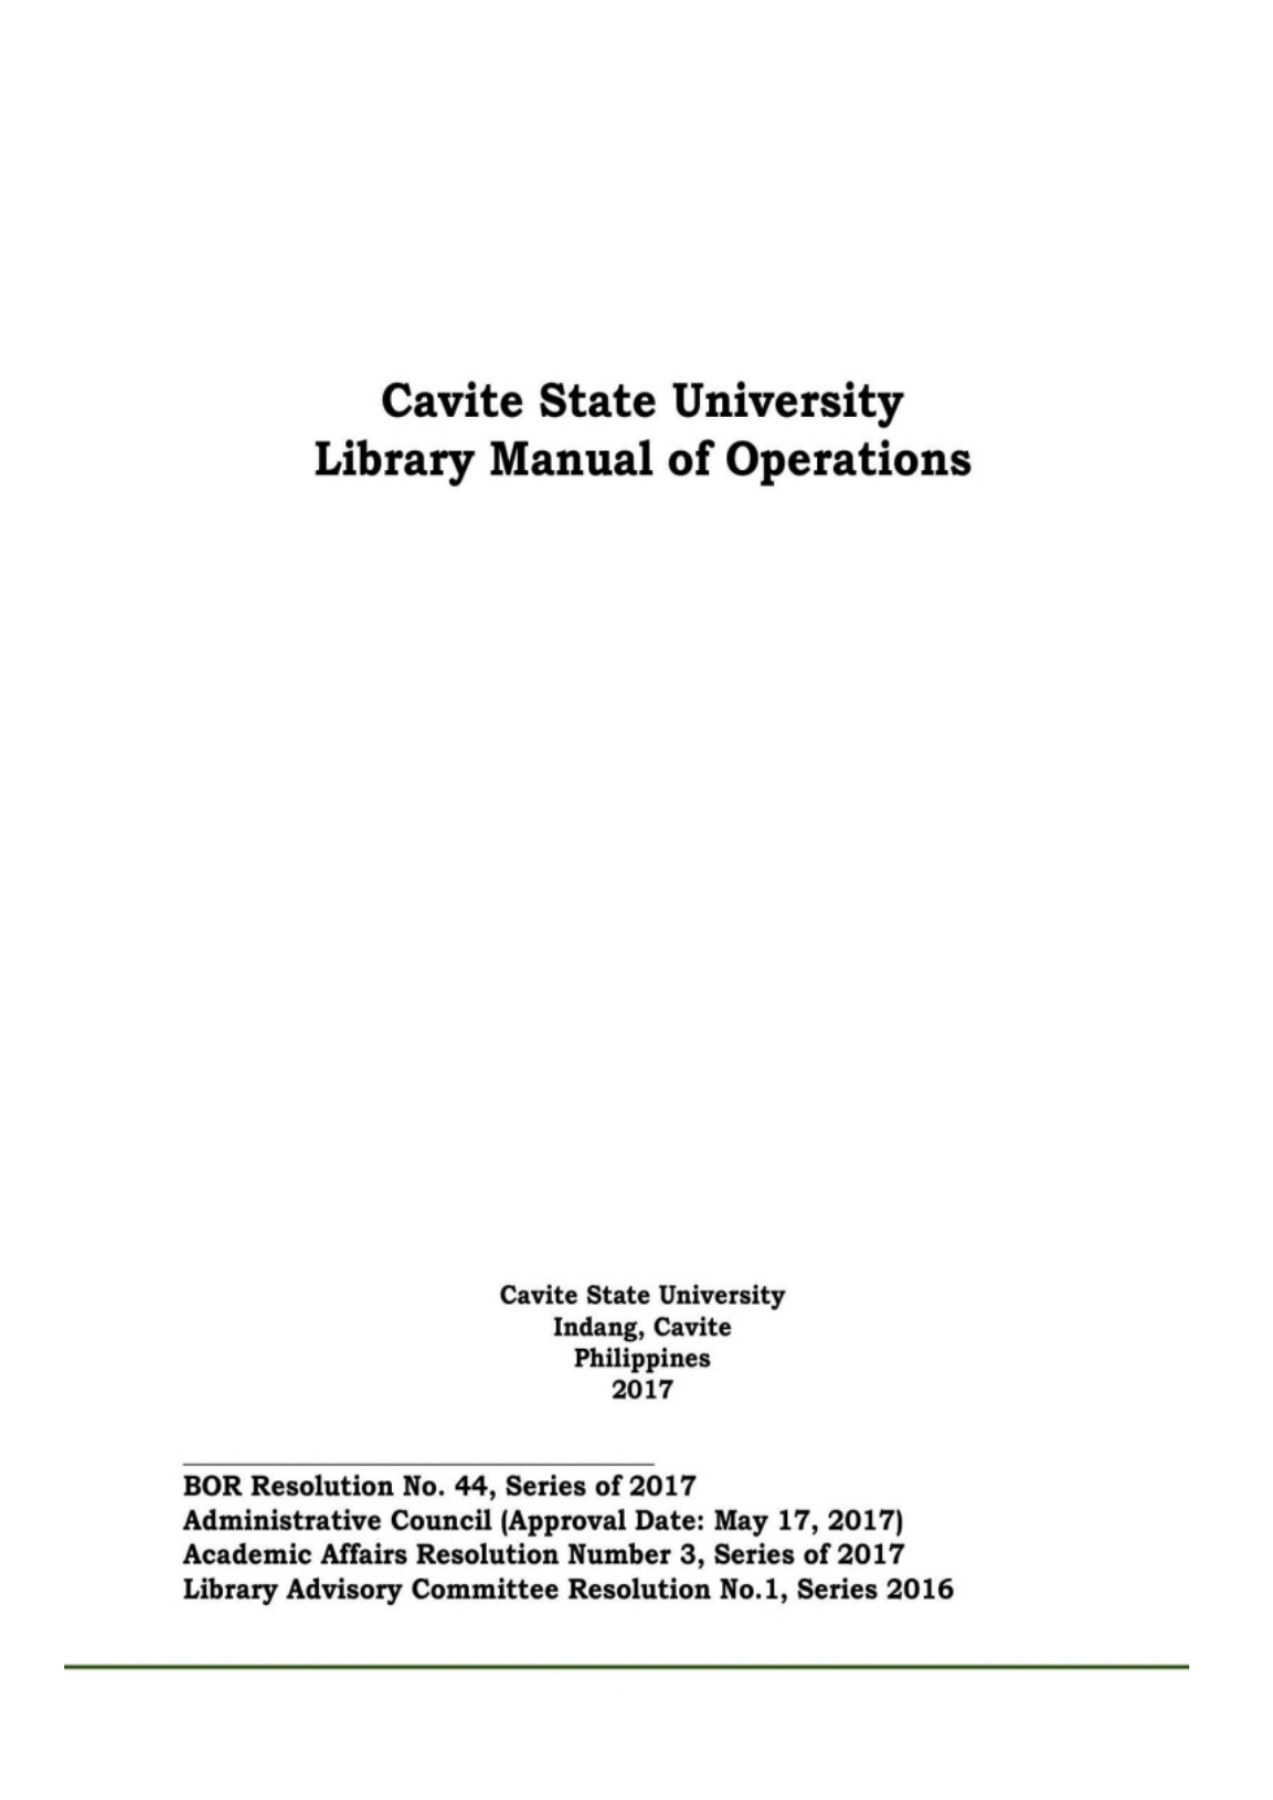 Cavite State University
Library Manual of Operations
Cavite State University
Indang, Cavite
Philippines
2017
BOR Resolution No. 44, Series of 2017
Administrative Council (Approval Date: May 17, 2017)
Academic Affairs Resolution Number 3, Series of 2017
Library Advisory Committee Resolution No.1, Series 2016